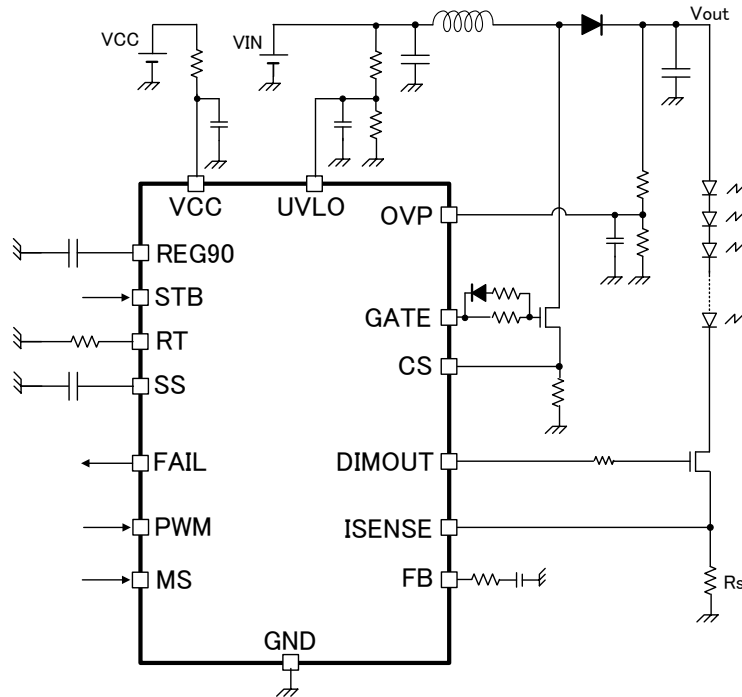 VCC
VIN
Vout
VCC
UVLO
OVP
REG90
STB
GATE
RT
CS
SS
FAIL
DIMOUT
PWM
ISENSE
MS
FB
Rs
GND